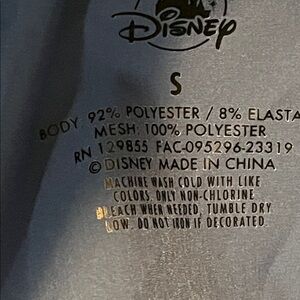 Disney
S
BODY: 92% POLYESTER / 8% ELASTA
MESH: 100% POLYESTER
RN 129855 FAC-095296-23319
© DISNEY MADE IN CHINA
MACHINE WASH COLD WITH LIKE
COLORS. ONLY NON-CHLORINE
BLEACH WHEN NEEDED, TUMBLE DRY
LOW. DO NOT IRON IF DECORATED